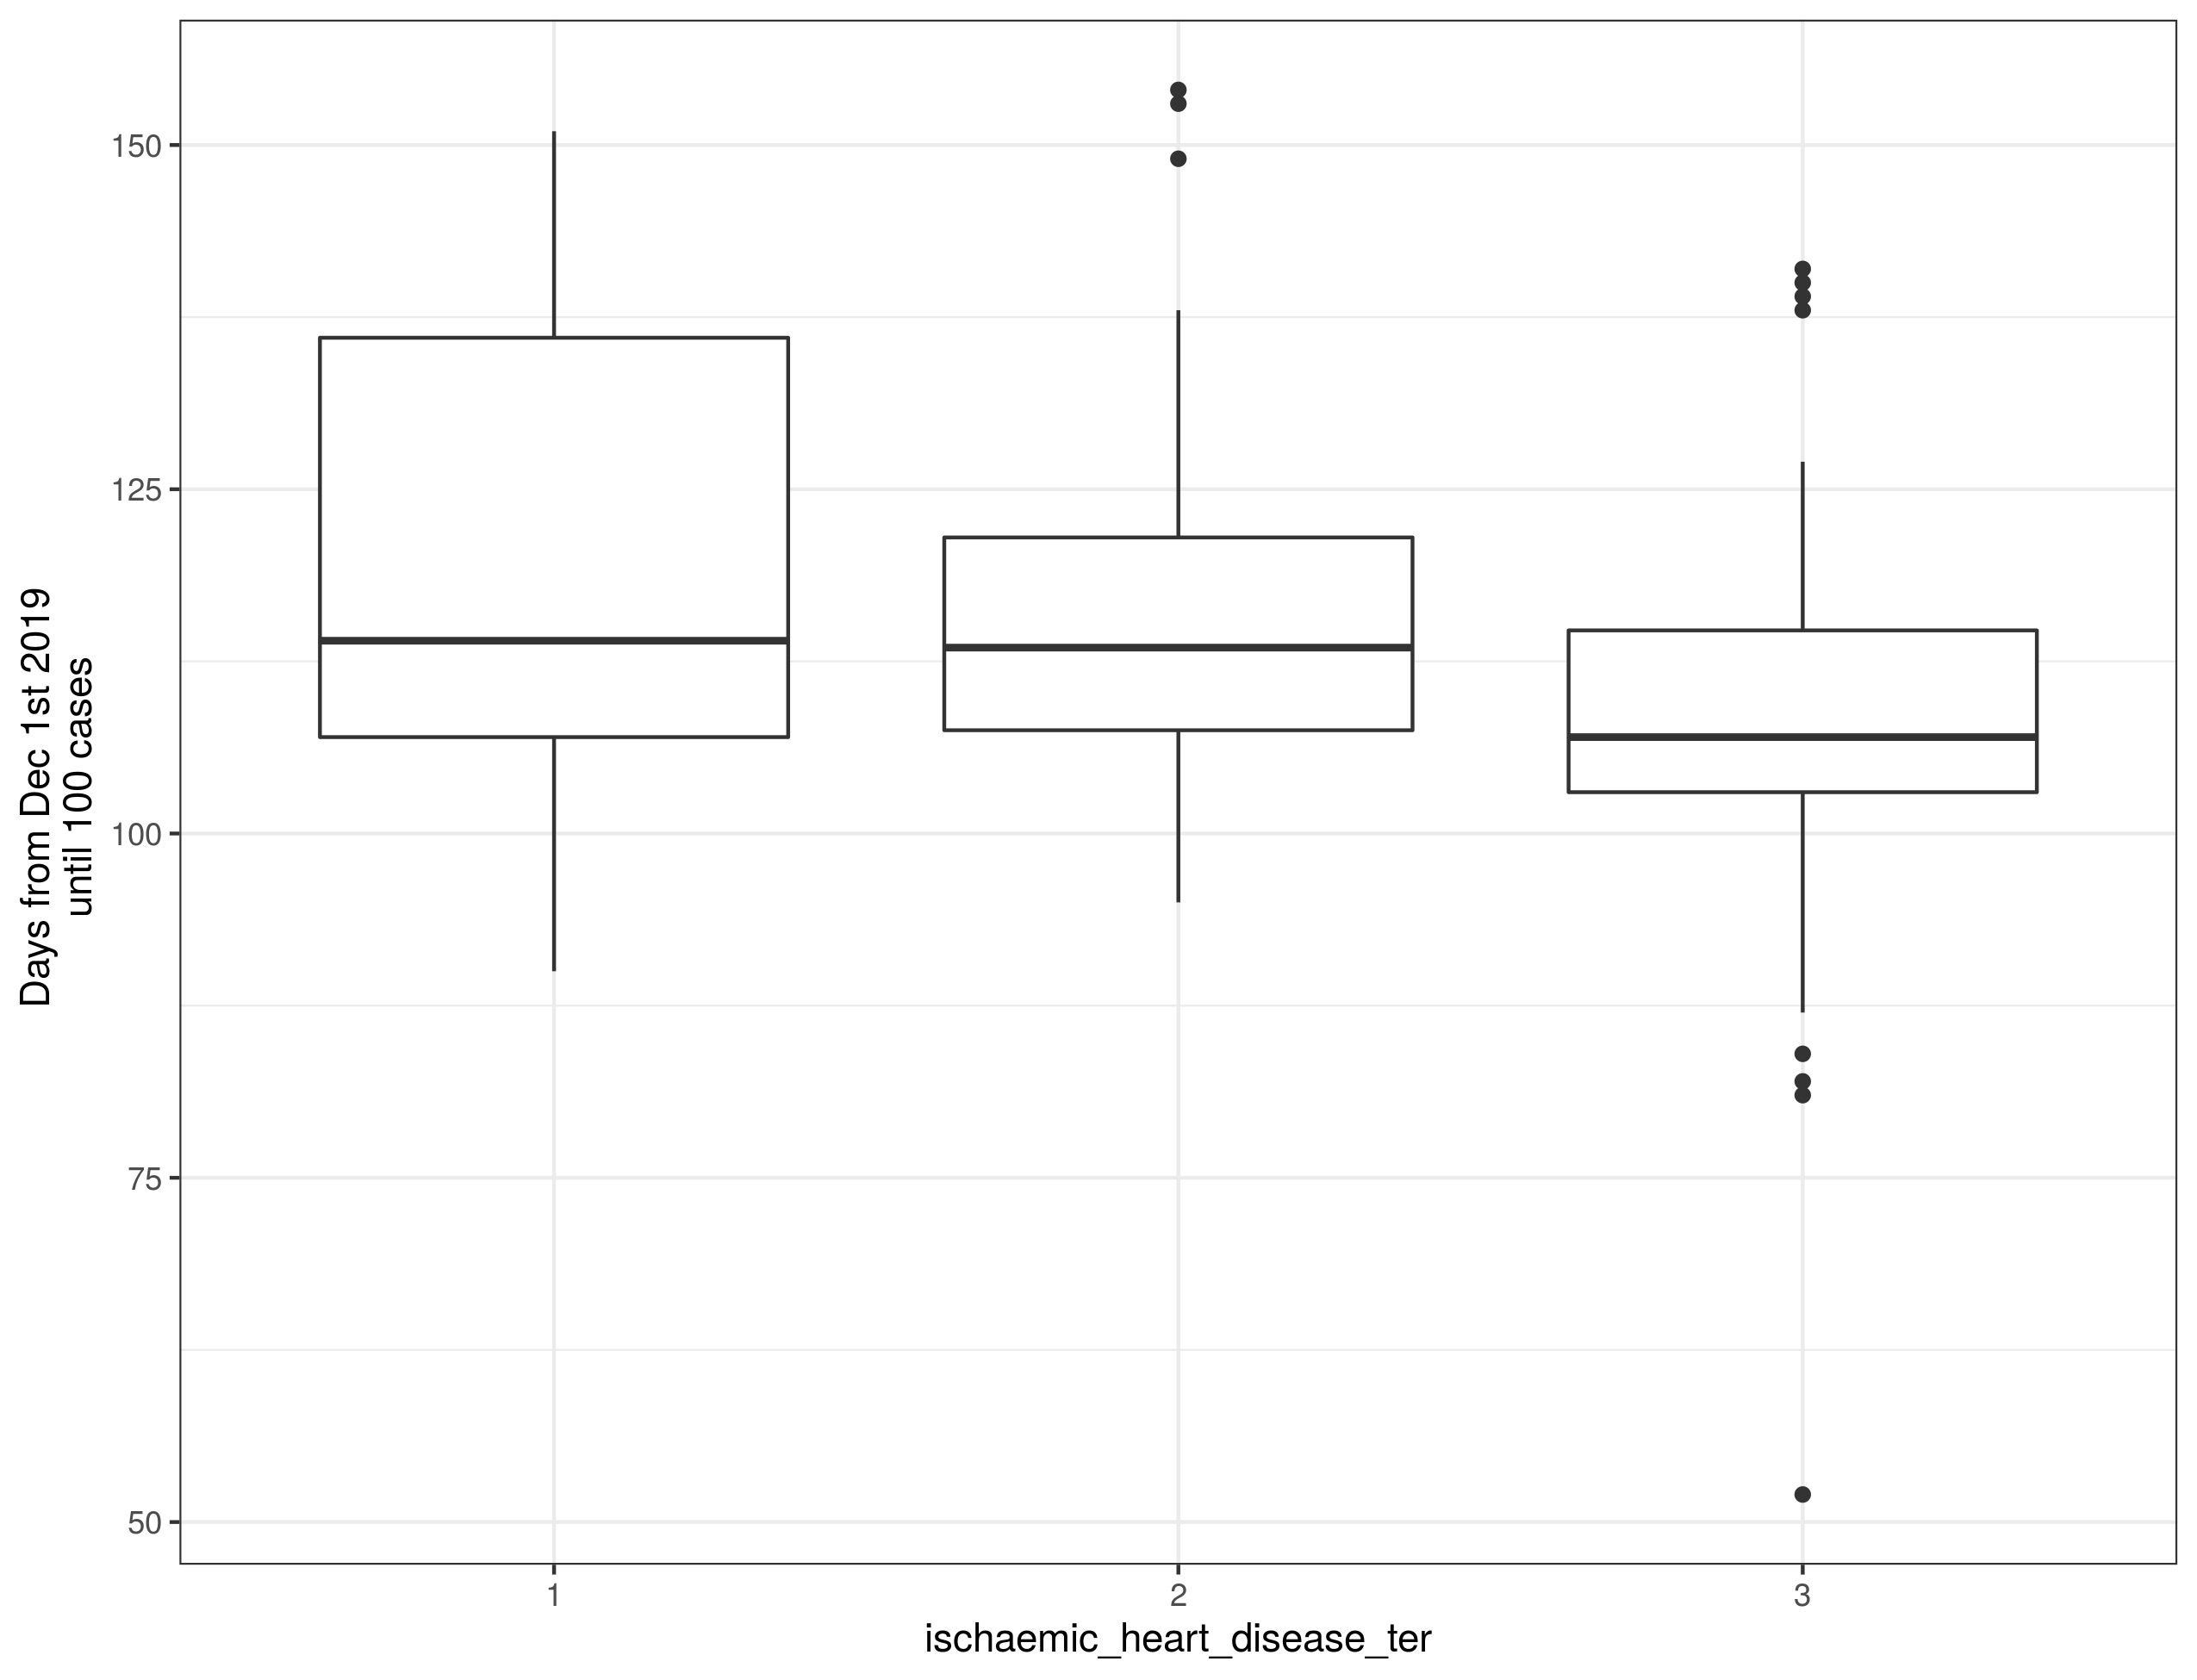 Days from Dec 1st 2019
until 100 cases
150
125
100
75
50
1
2
3
ischaemic_heart_disease_ter